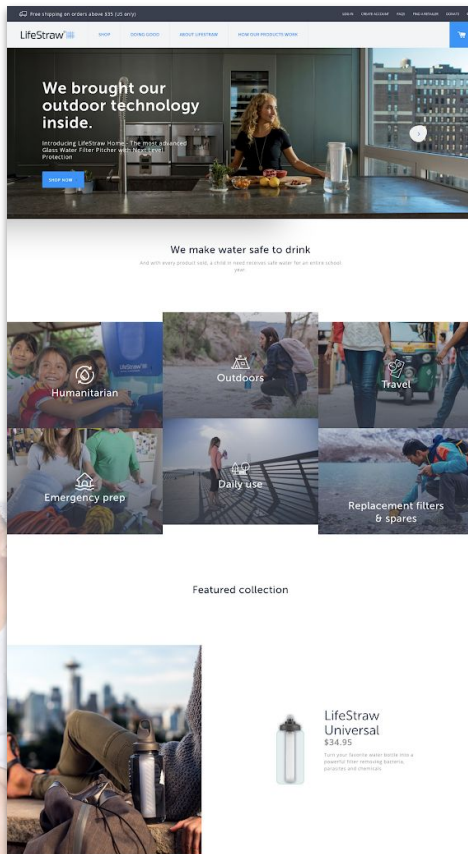 Free shipping on orders above $35 (US only)
LOG IN CREATE ACCOUNT FAQS FIND A RETAILER DONATE
LifeStraw
SHOP
DOING GOOD
ABOUT LIFESTRAW
HOW OUR PRODUCTS WORK
We brought our
outdoor technology
inside.
Introducing LifeStraw Home - The most advanced
Glass Water Filter Pitcher with Next Level
Protection
SHOP NOW
We make water safe to drink
And with every product sold, a child in need receives safe water for an entire school
year.
Humanitarian
Outdoors
Travel
Emergency prep
Daily use
Replacement filters
& spares
Featured collection
LifeStraw
Universal
$34.95
Turn your favorite water bottle into a
powerful filter removing bacteria,
parasites and chemicals.